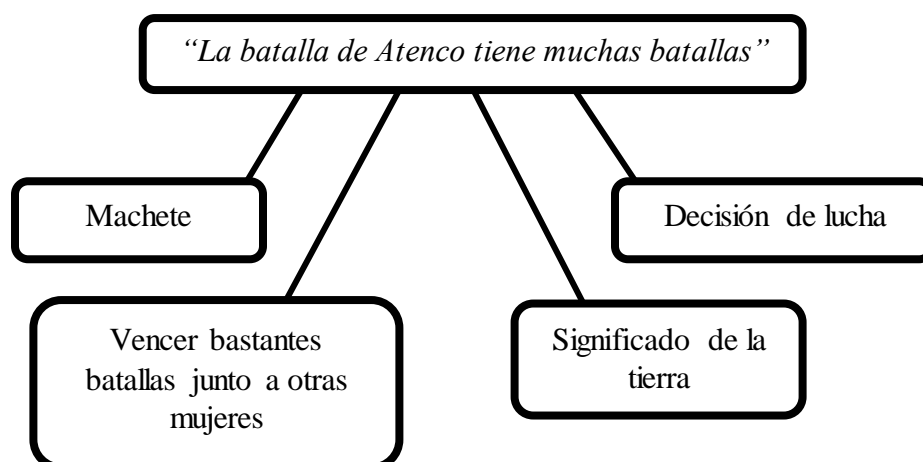 “La batalla de Atenco tiene muchas batallas”
Machete
Decisión de lucha
Vencer bastantes
batallas junto a otras
mujeres
Significado de la
tierra